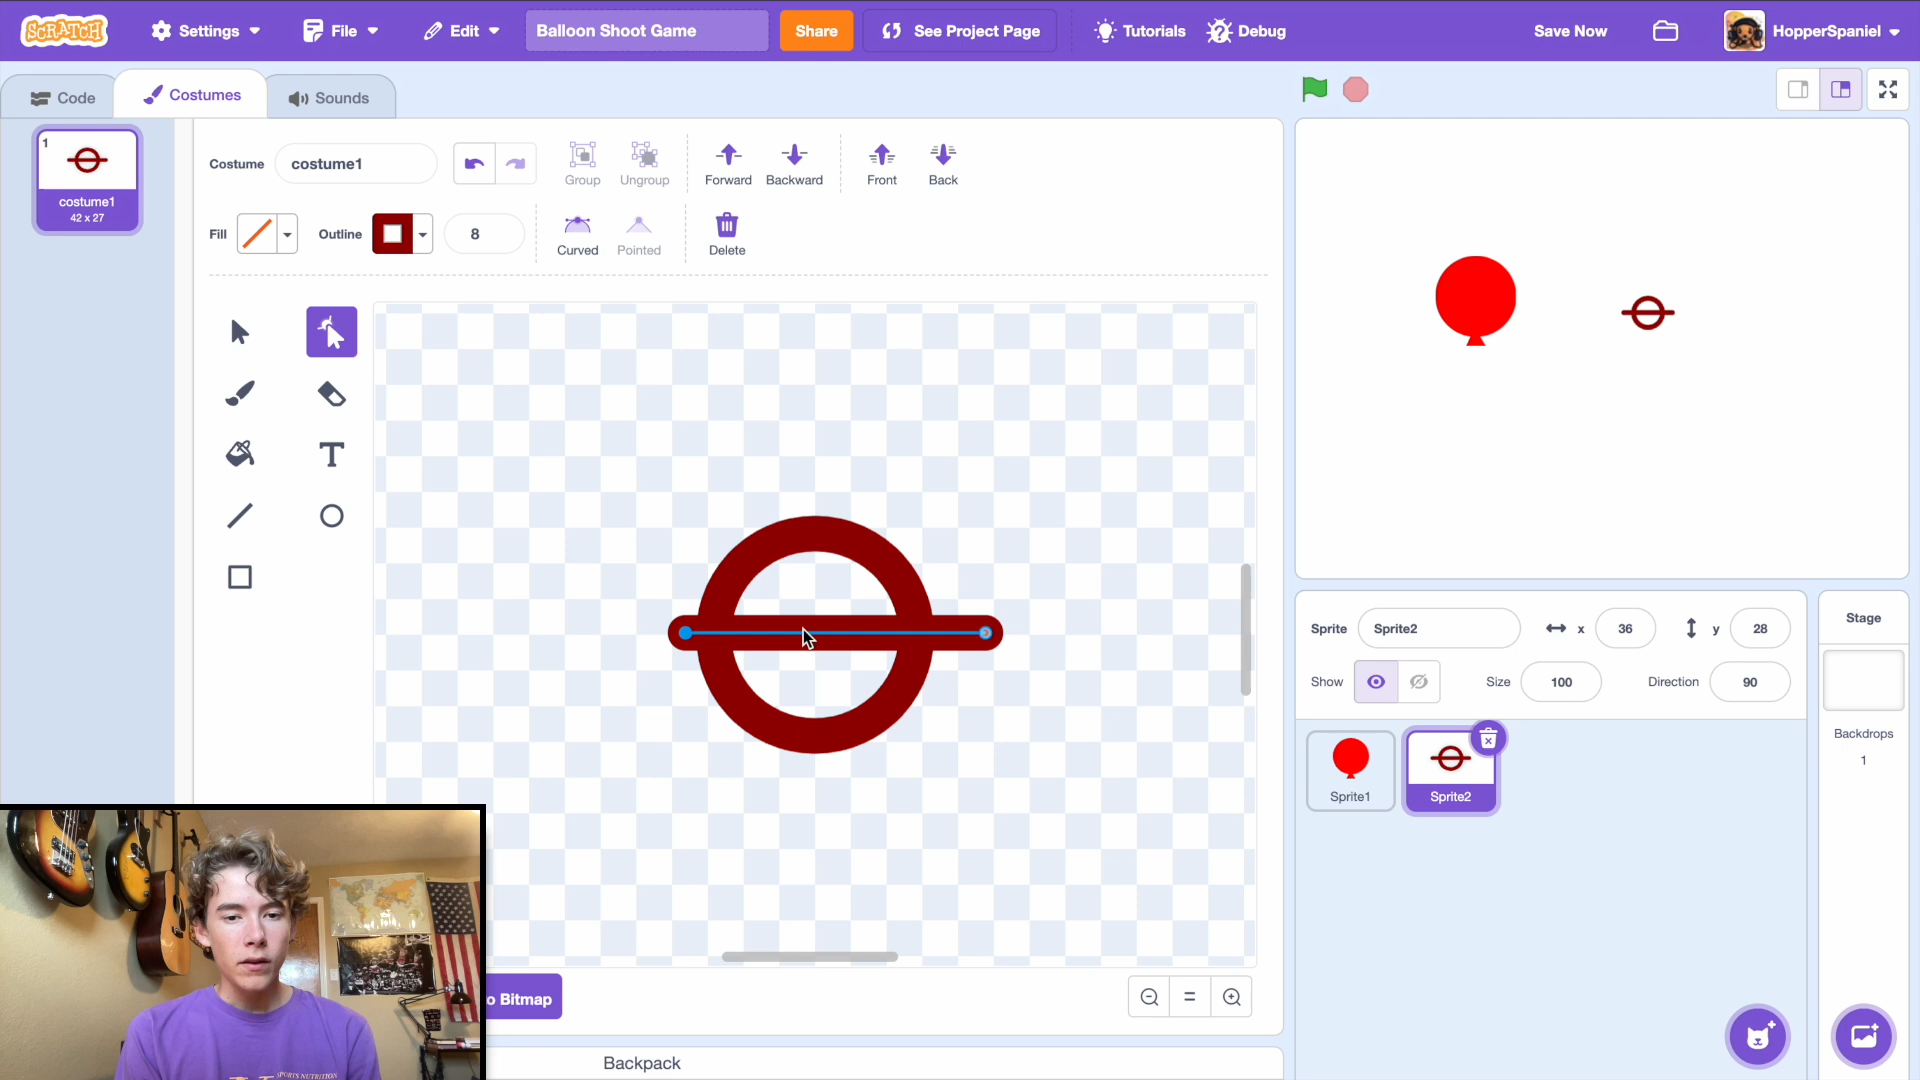 SCRATCH
Settings
File
Edit
Balloon Shoot Game
Share
See Project Page
Tutorials
Debug
Save Now
HopperSpaniel
Code
Costumes
Sounds
1
costume1
42 x 27
Costume
costume1
Group
Ungroup
Forward
Backward
Front
Back
Fill
Outline
8
Curved
Pointed
Delete
T
Sprite
Sprite2
x
36
y
28
Show
Size
100
Direction
90
Sprite1
Sprite2
Stage
Backdrops
1
o Bitmap
Backpack
SPORTS NUTRITION